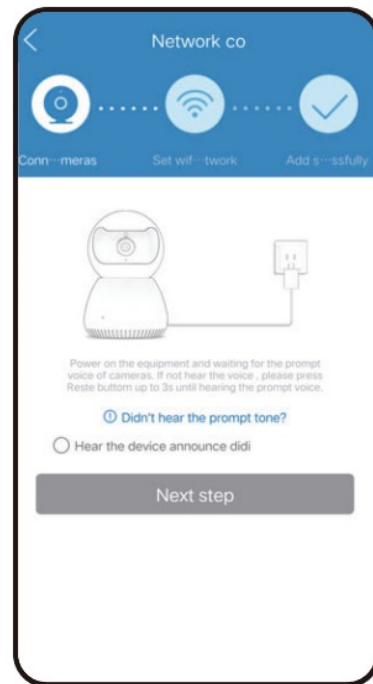 Network co
Conn···meras
Set wif···twork
Add s···ssfully
Power on the equipment and waiting for the prompt
voice of cameras. If not hear the voice , please press
Reste buttom up to 3s until hearing the prompt voice.
Didn't hear the prompt tone?
Hear the device announce didi
Next step